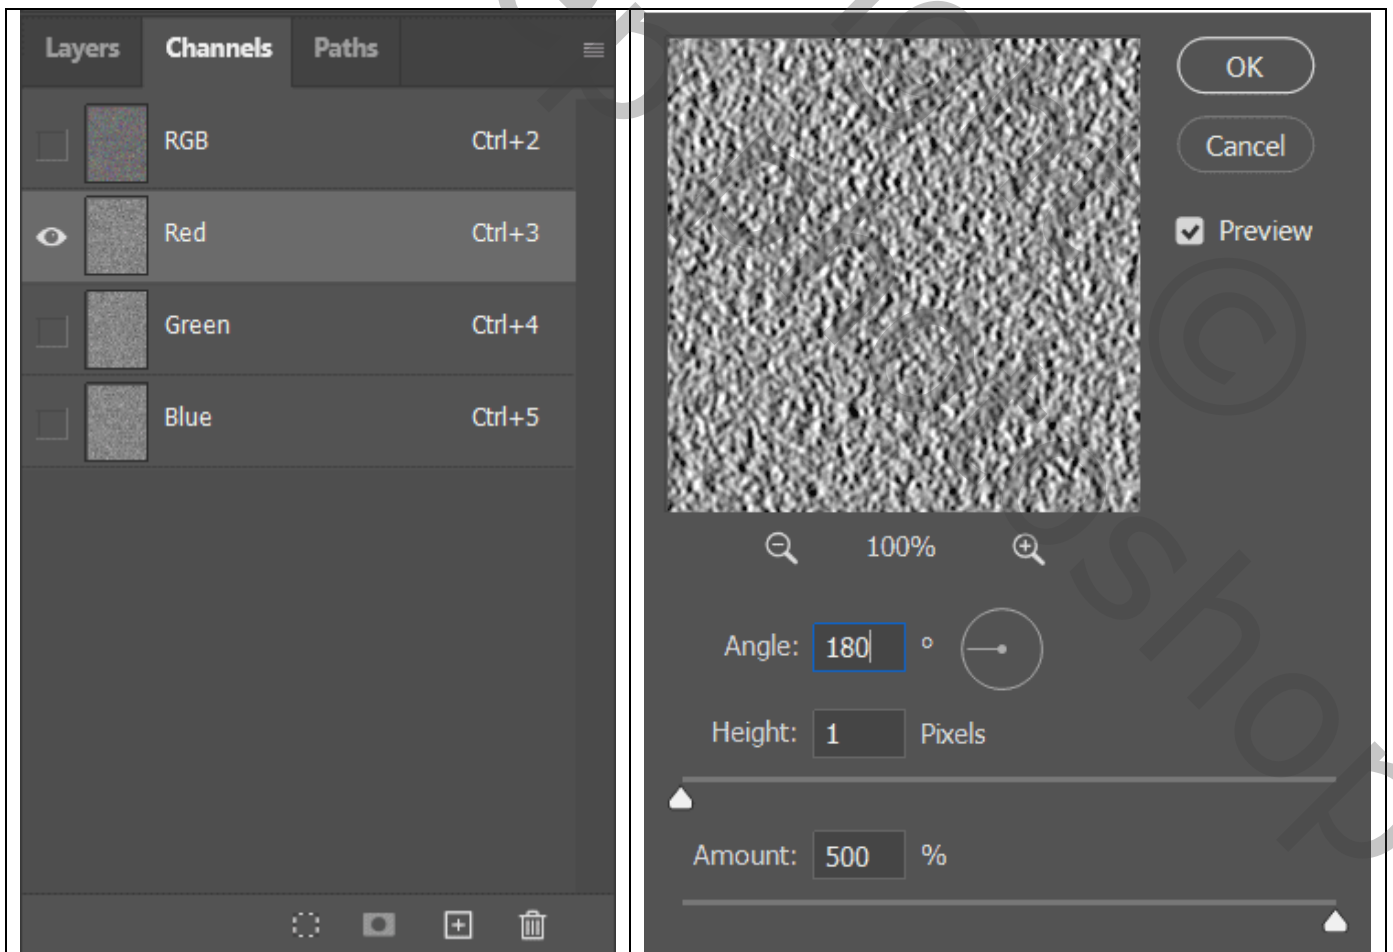 Layers Channels Paths
RGB Ctrl+2
Red Ctrl+3
Green Ctrl+4
Blue Ctrl+5
OK
Cancel
Preview
100%
Angle: 180 °
Height: 1 Pixels
Amount: 500 %
©